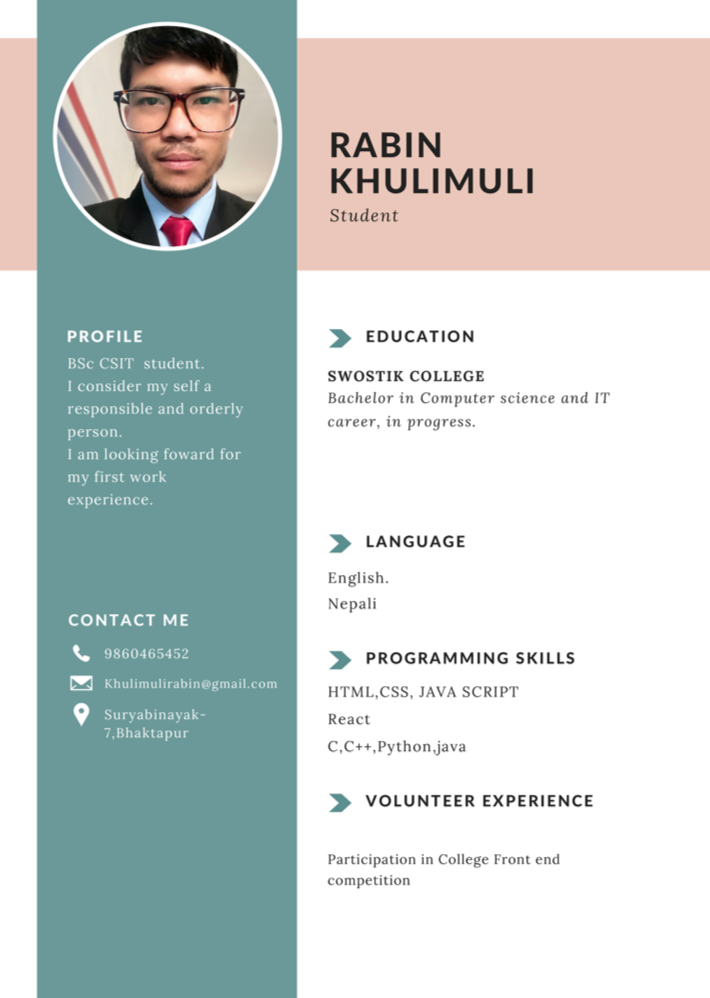 RABIN
KHULIMULI
Student
PROFILE
BSc CSIT  student.
I consider my self a
responsible and orderly
person.
I am looking foward for
my first work
experience.
CONTACT ME
9860465452
Khulimulirabin@gmail.com
Suryabinayak-
7,Bhaktapur
EDUCATION
SWOSTIK COLLEGE
Bachelor in Computer science and IT
career, in progress.
LANGUAGE
English.
Nepali
PROGRAMMING SKILLS
HTML,CSS, JAVA SCRIPT
React
C,C++,Python,java
VOLUNTEER EXPERIENCE
Participation in College Front end
competition